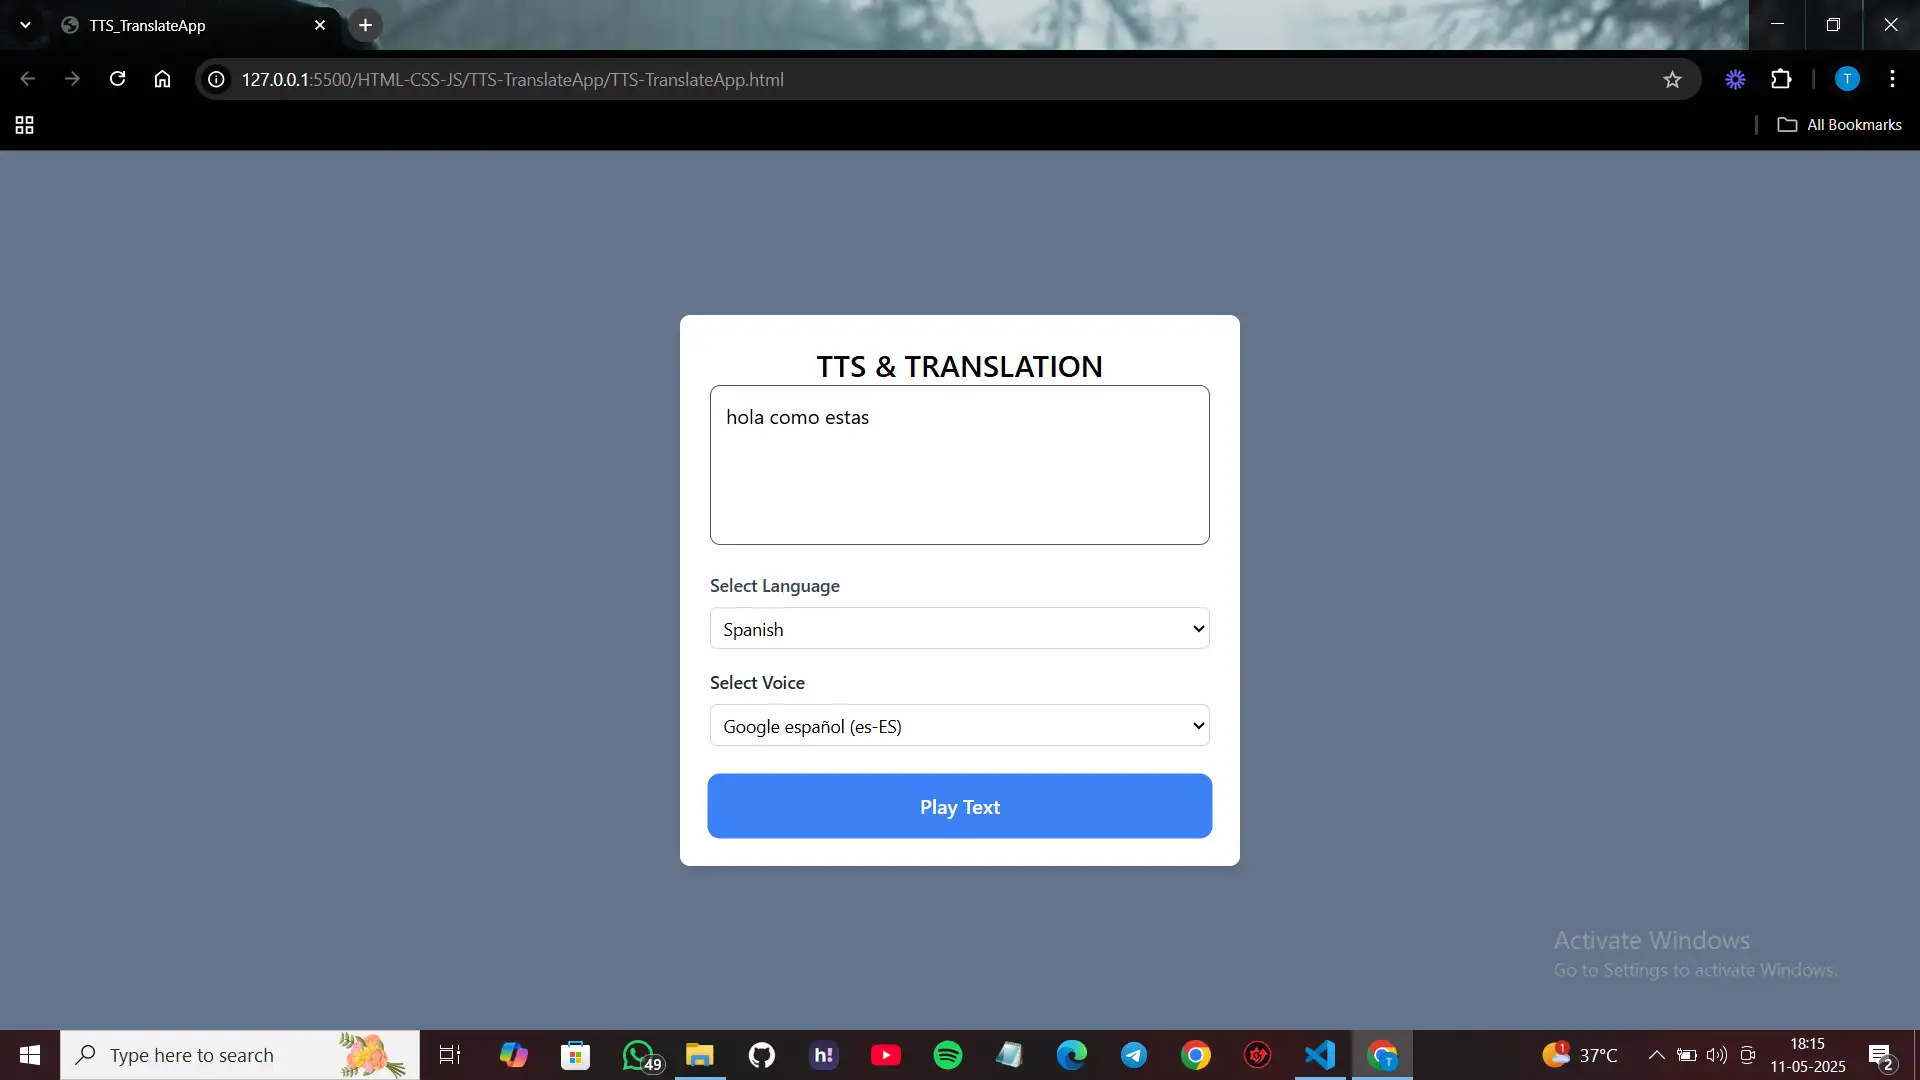 TTS_TranslateApp
127.0.0.1:5500/HTML-CSS-JS/TTS-TranslateApp/TTS-TranslateApp.html
T
All Bookmarks
TTS & TRANSLATION
hola como estas
Select Language
Spanish
Select Voice
Google español (es-ES)
Play Text
Activate Windows
Go to Settings to activate Windows.
Type here to search
49
h!
T
1
37°C
18:15
11-05-2025
2